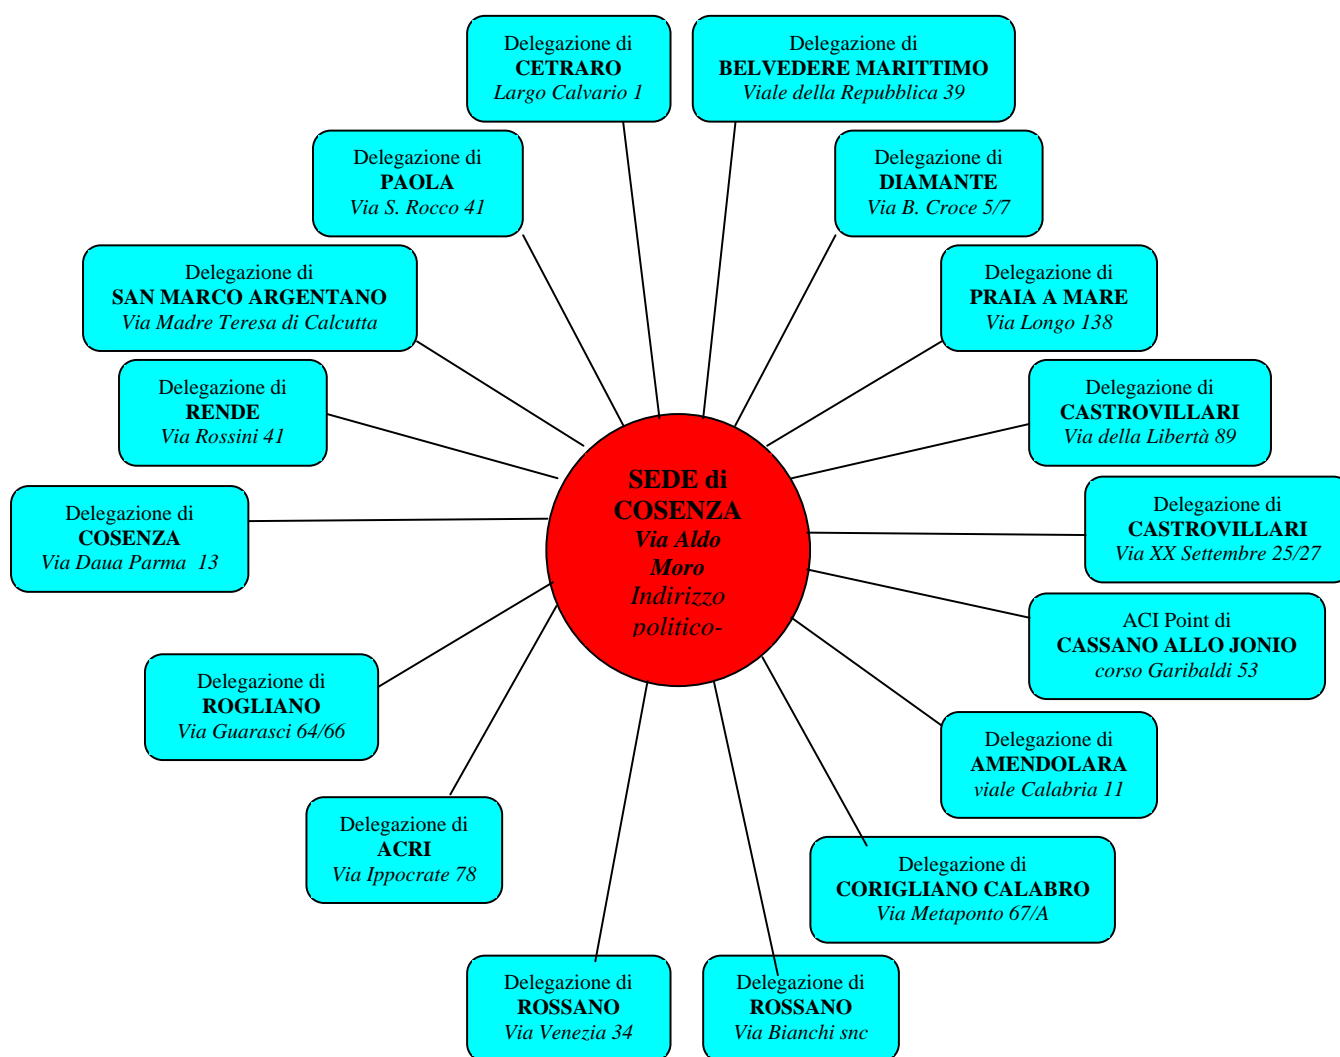 Delegazione di
CETRARO
Largo Calvario 1
Delegazione di
BELVEDERE MARITTIMO
Viale della Repubblica 39
Delegazione di
PAOLA
Via S. Rocco 41
Delegazione di
DIAMANTE
Via B. Croce 5/7
Delegazione di
SAN MARCO ARGENTANO
Via Madre Teresa di Calcutta
Delegazione di
PRAIA A MARE
Via Longo 138
Delegazione di
RENDE
Via Rossini 41
Delegazione di
CASTROVILLARI
Via della Libertà 89
SEDE di
COSENZA
Via Aldo
Moro
Indirizzo
politico-
Delegazione di
COSENZA
Via Daua Parma 13
Delegazione di
CASTROVILLARI
Via XX Settembre 25/27
ACI Point di
CASSANO ALLO JONIO
corso Garibaldi 53
Delegazione di
ROGLIANO
Via Guarasci 64/66
Delegazione di
AMENDOLARA
viale Calabria 11
Delegazione di
ACRI
Via Ippocrate 78
Delegazione di
CORIGLIANO CALABRO
Via Metaponto 67/A
Delegazione di
ROSSANO
Via Venezia 34
Delegazione di
ROSSANO
Via Bianchi snc